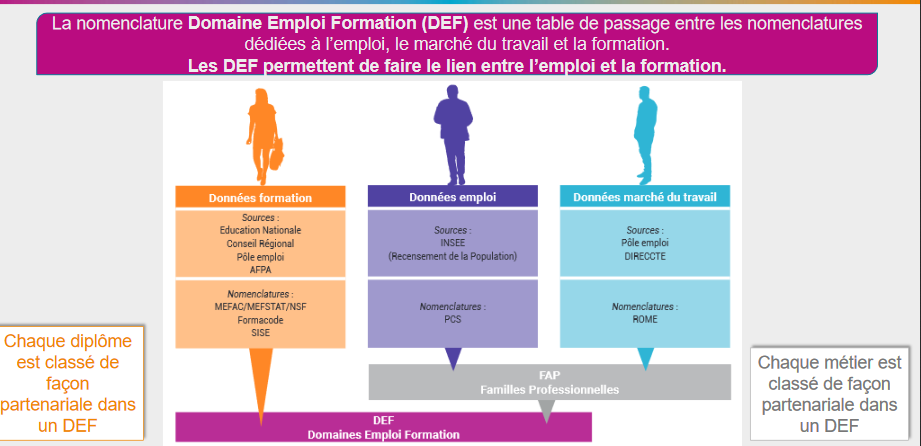 La nomenclature Domaine Emploi Formation (DEF) est une table de passage entre les nomenclatures
dédiées à l'emploi, le marché du travail et la formation.
Les DEF permettent de faire le lien entre l'emploi et la formation.
Données formation
Sources :
Education Nationale
Conseil Régional
Pôle emploi
AFPA
Nomenclatures :
MEFAC/MEFSTAT/NSF
Formacode
SISE
Données emploi
Sources :
INSEE
(Recensement de la Population)
Nomenclatures :
PCS
Données marché du travail
Sources :
Pôle emploi
DIRECCTE
Nomenclatures :
ROME
FAP
Familles Professionnelles
DEF
Domaines Emploi Formation
Chaque diplôme
est classé de
façon
partenariale dans
un DEF
Chaque métier est
classé de façon
partenariale dans
un DEF